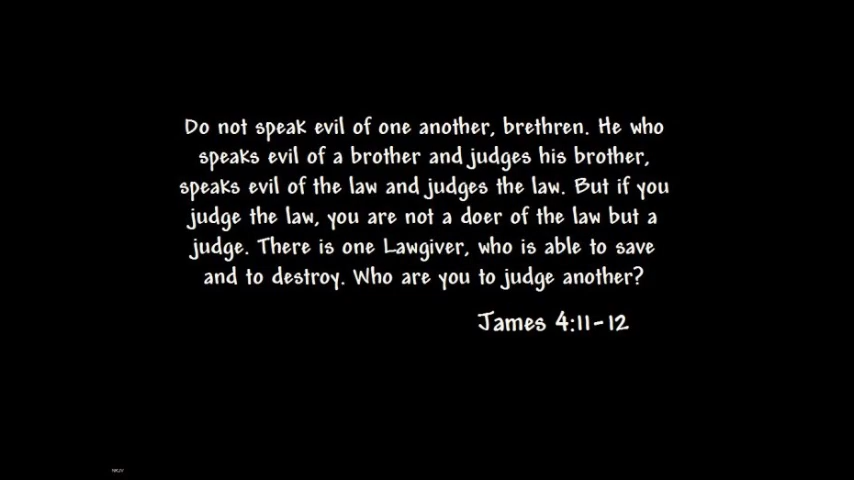 Do not speak evil of one another, brethren. He who
speaks evil of a brother and judges his brother,
speaks evil of the law and judges the law. But if you
judge the law, you are not a doer of the law but a
judge. There is one Lawgiver, who is able to save
and to destroy. Who are you to judge another?
James 4:11-12